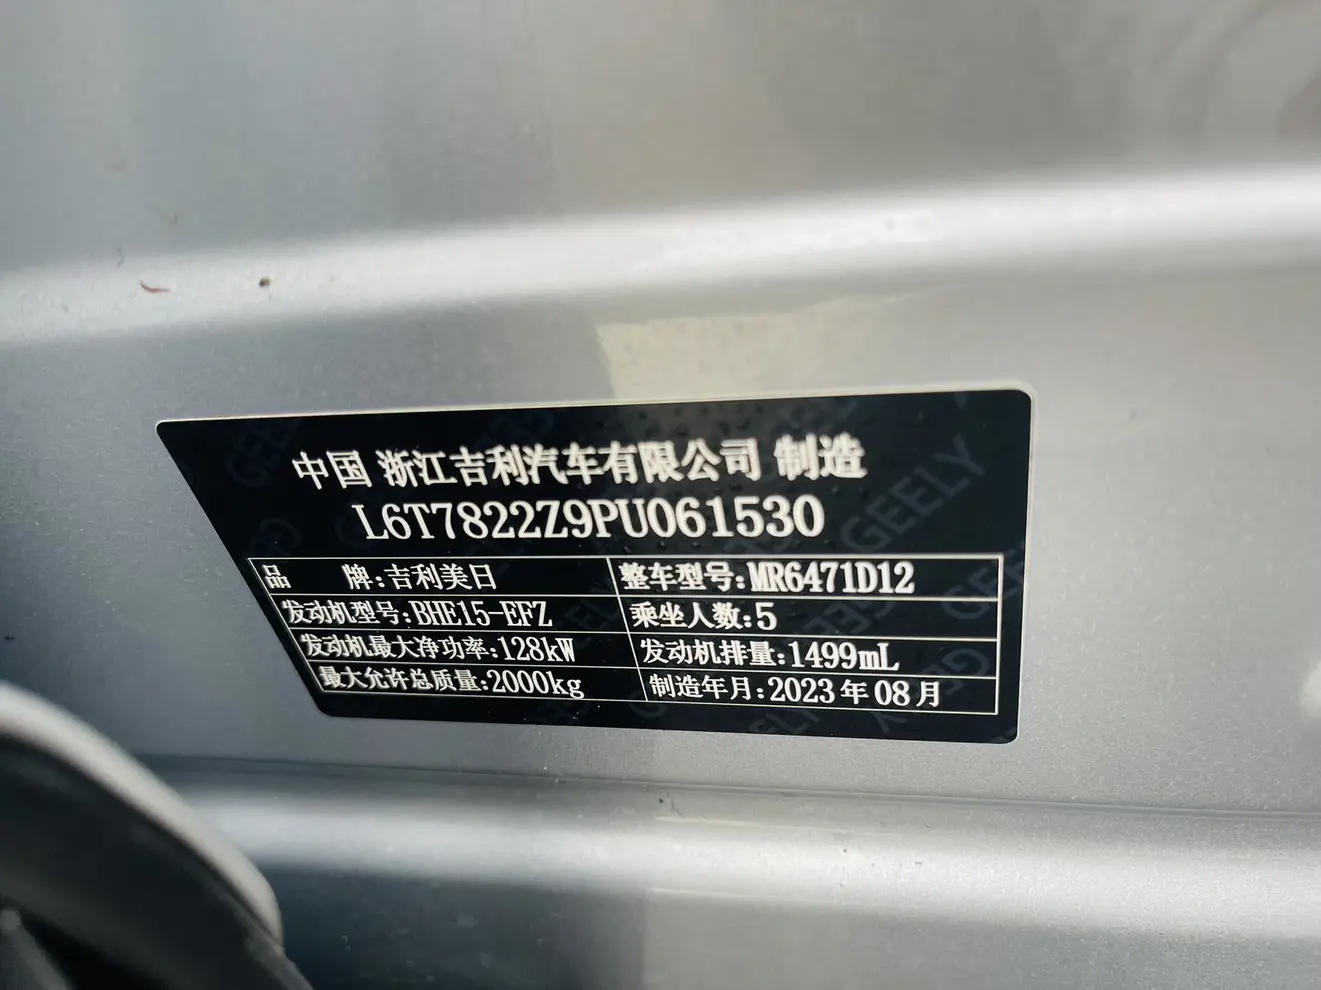 中国 浙江吉利汽车有限公司 制造
L6T7822Z9PU061530
品 牌:吉利美日 整车型号:MR6471D12
发动机型号:BHE15-EFZ 乘坐人数:5
发动机最大净功率:128kW 发动机排量:1499mL
最大允许总质量:2000kg 制造年月:2023年08月
GEELY